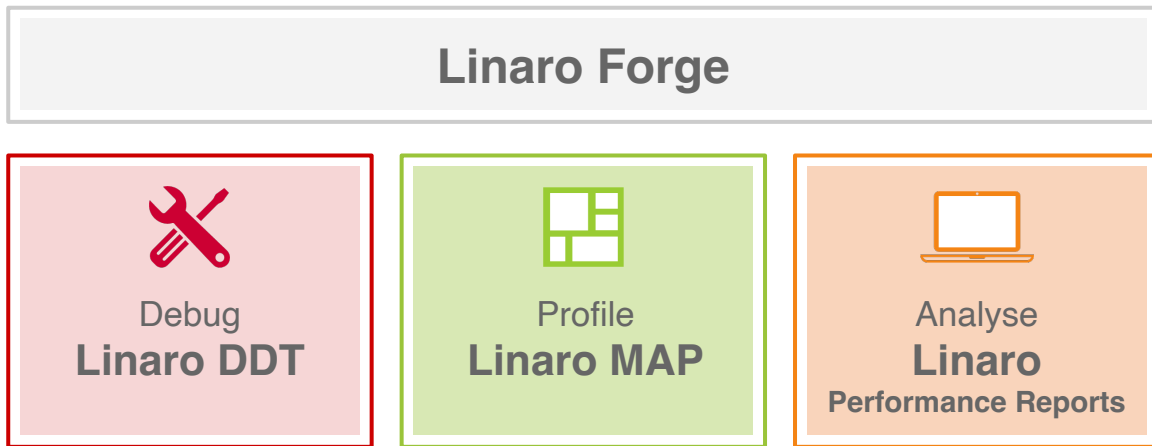 Linaro Forge
Debug
Linaro DDT
Profile
Linaro MAP
Analyse
Linaro
Performance Reports